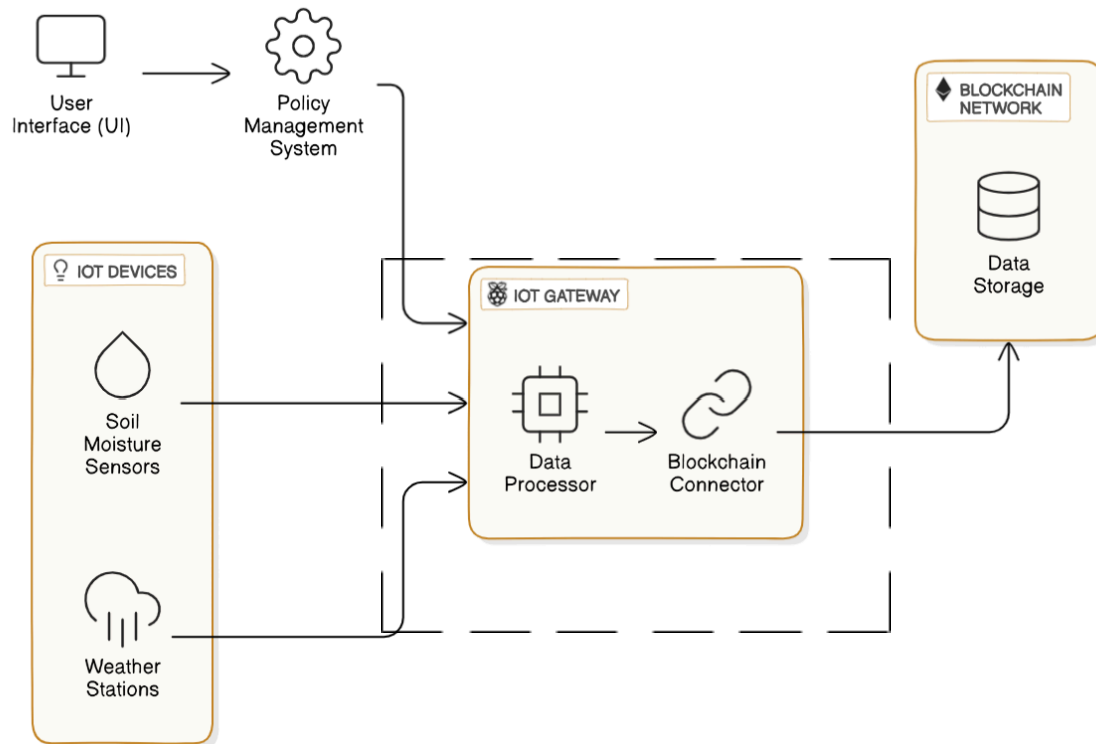 User
Interface (UI)
Policy
Management
System
BLOCKCHAIN
NETWORK
Data
Storage
IOT DEVICES
Soil
Moisture
Sensors
Weather
Stations
IOT GATEWAY
Data
Processor
Blockchain
Connector